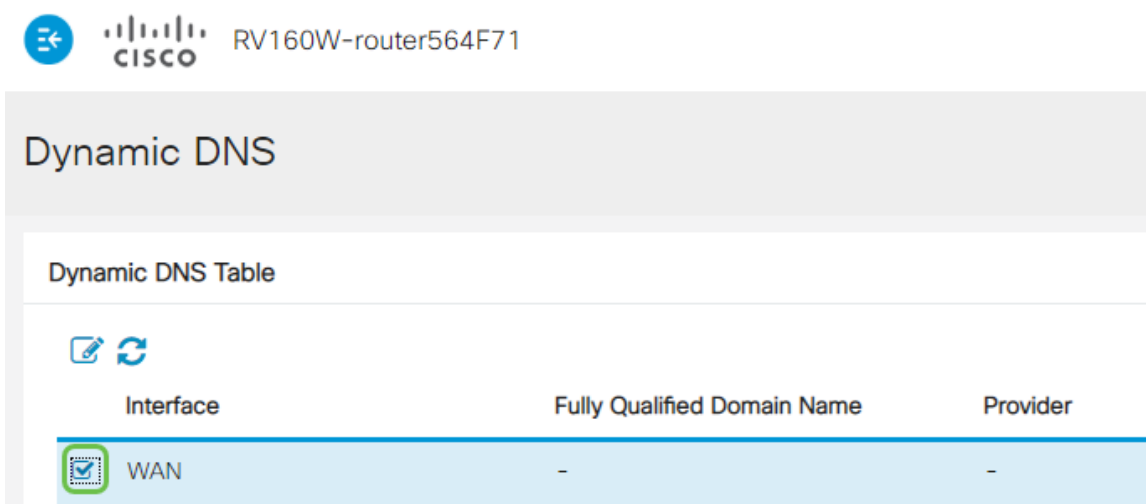 CISCO RV160W-router564F71
Dynamic DNS
Dynamic DNS Table
Interface Fully Qualified Domain Name Provider
WAN - -